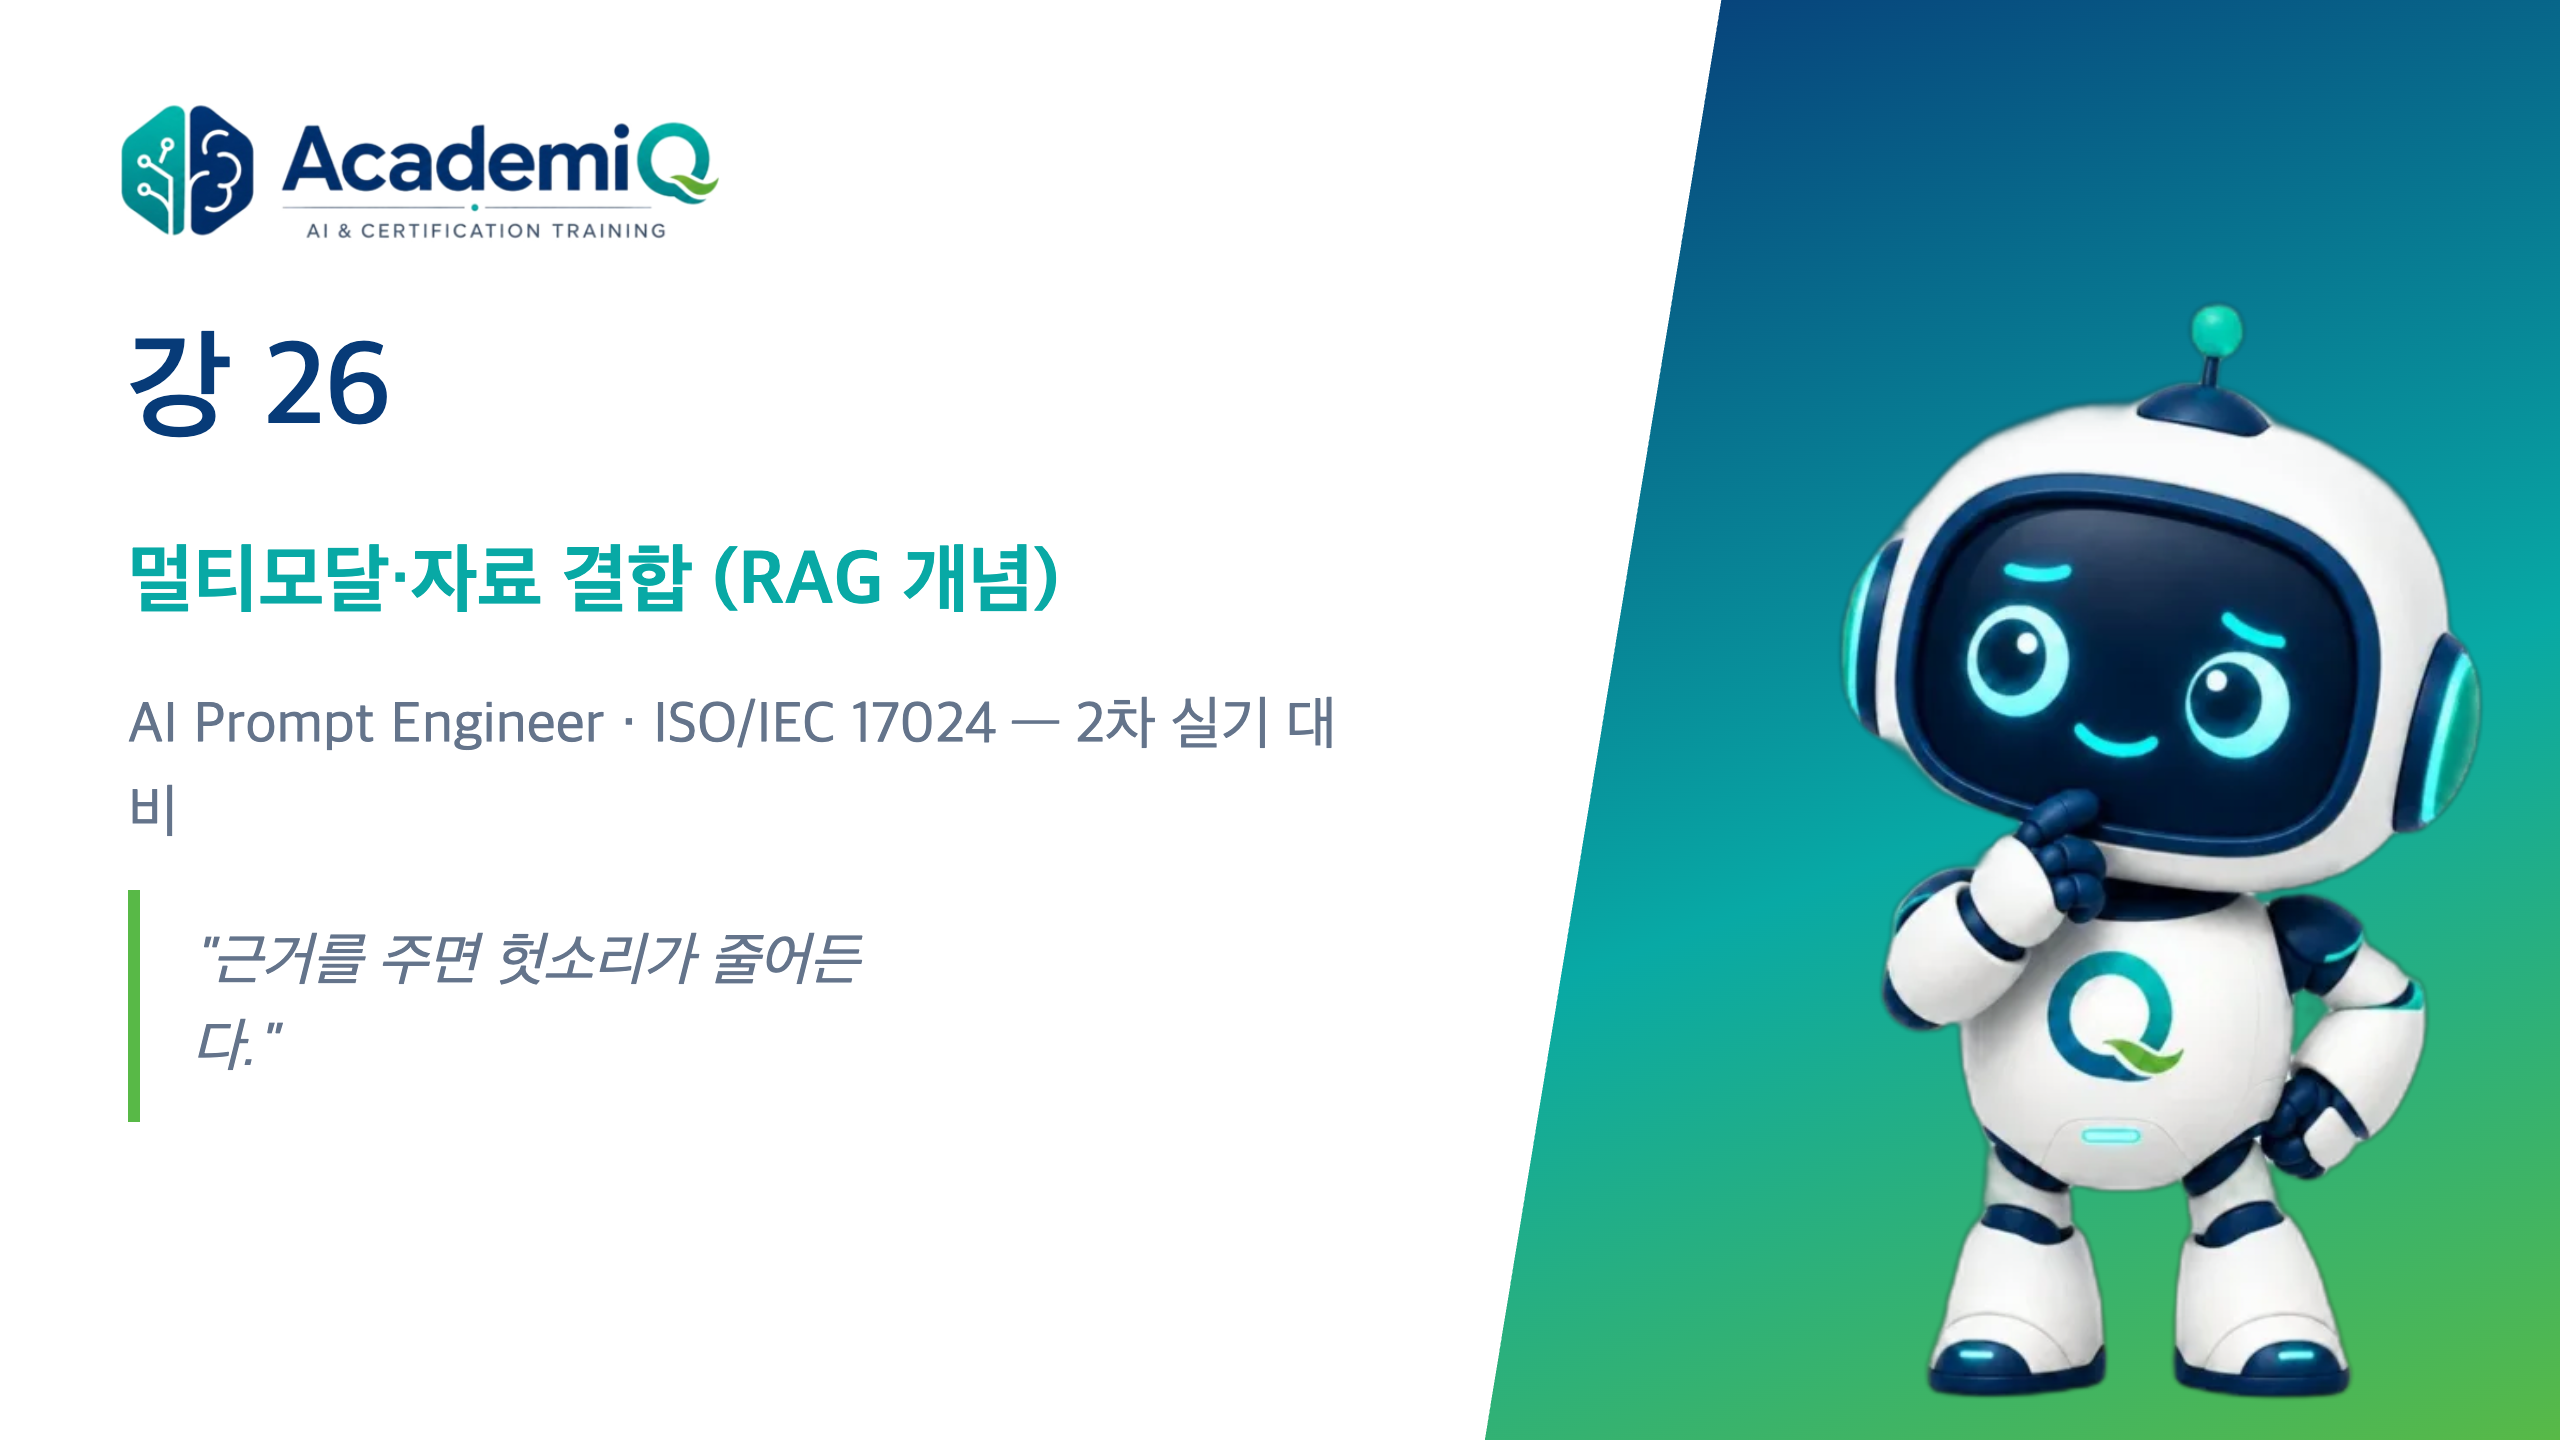 AcademiQ
AI & CERTIFICATION TRAINING
강 26
멀티모달·자료 결합 (RAG 개념)
AI Prompt Engineer · ISO/IEC 17024 — 2차 실기 대
비
"근거를 주면 헛소리가 줄어든
다."
Q